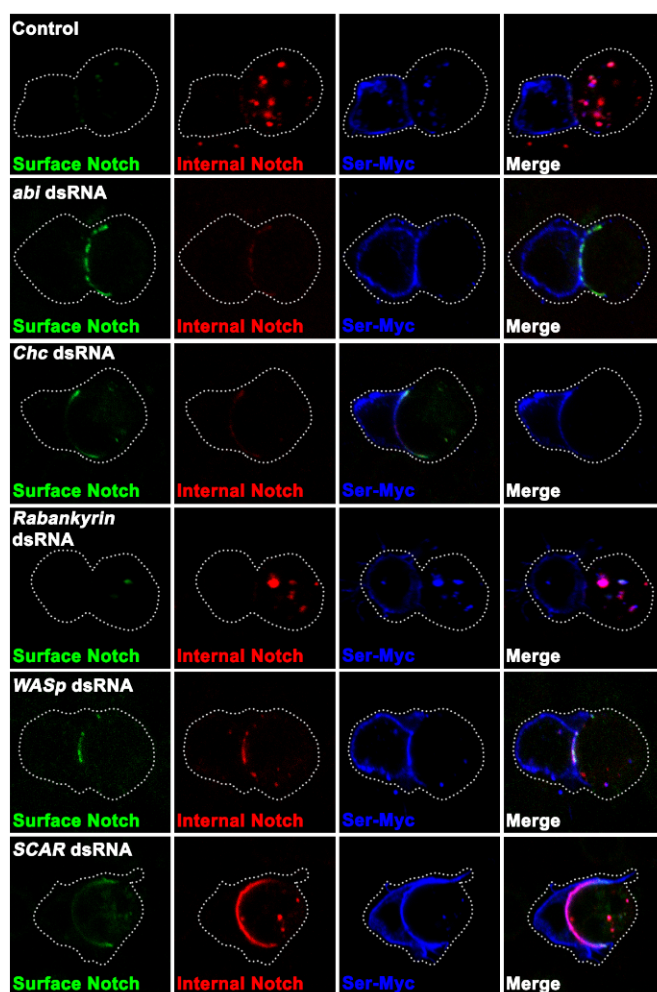 Control
Surface Notch Internal Notch Ser-Myc Merge
abi dsRNA
Surface Notch Internal Notch Ser-Myc Merge
Chc dsRNA
Surface Notch Internal Notch Ser-Myc Merge
Rabankyrin
dsRNA
Surface Notch Internal Notch Ser-Myc Merge
WASp dsRNA
Surface Notch Internal Notch Ser-Myc Merge
SCAR dsRNA
Surface Notch Internal Notch Ser-Myc Merge